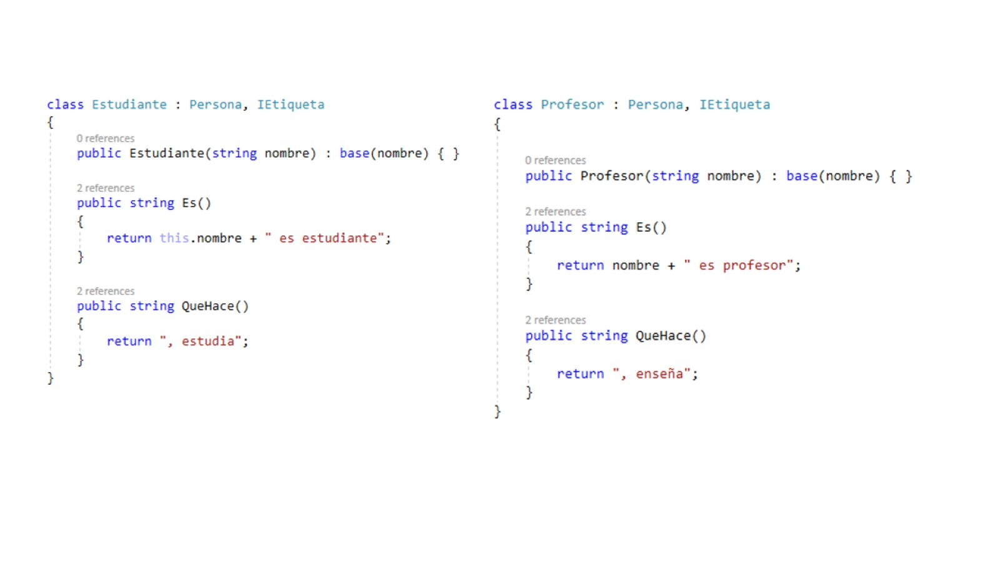 class Estudiante : Persona, IEtiqueta
{
0 references
public Estudiante(string nombre) : base(nombre) { }
2 references
public string Es()
{
return this.nombre + " es estudiante";
}
2 references
public string QueHace()
{
return ", estudia";
}
}
class Profesor : Persona, IEtiqueta
{
0 references
public Profesor(string nombre) : base(nombre) { }
2 references
public string Es()
{
return nombre + " es profesor";
}
2 references
public string QueHace()
{
return ", enseña";
}
}